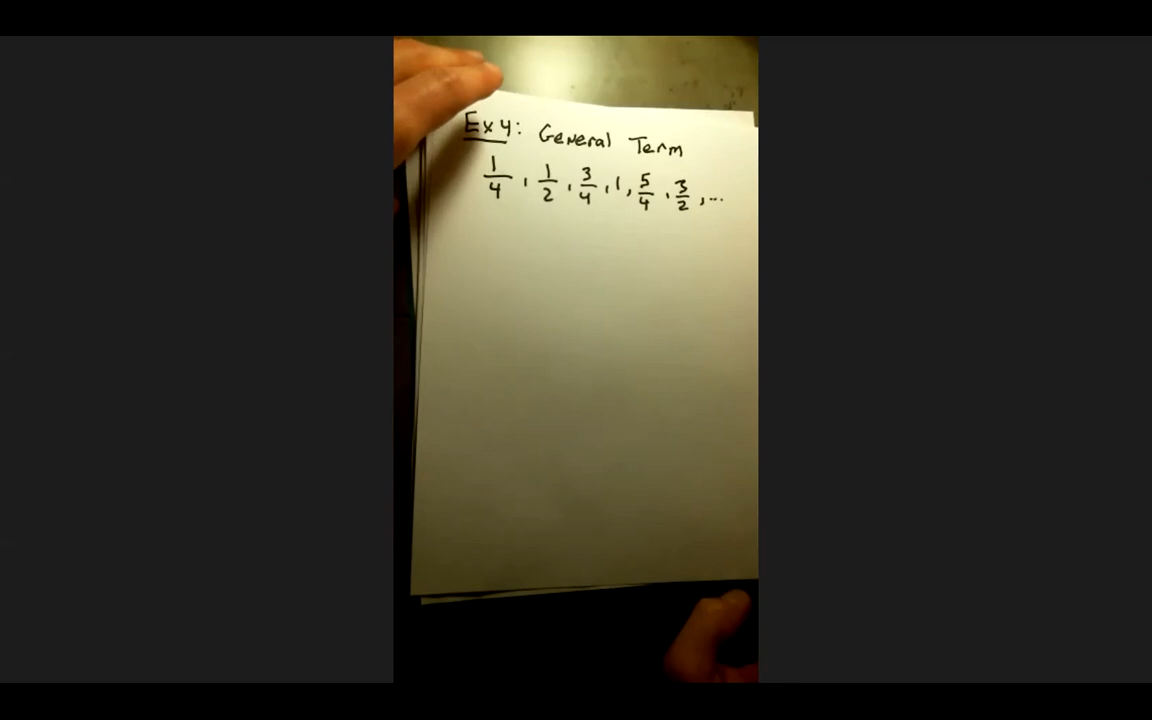 Ex 4: General Term
1/4, 1/2, 3/4, 1, 5/4, 3/2, ...